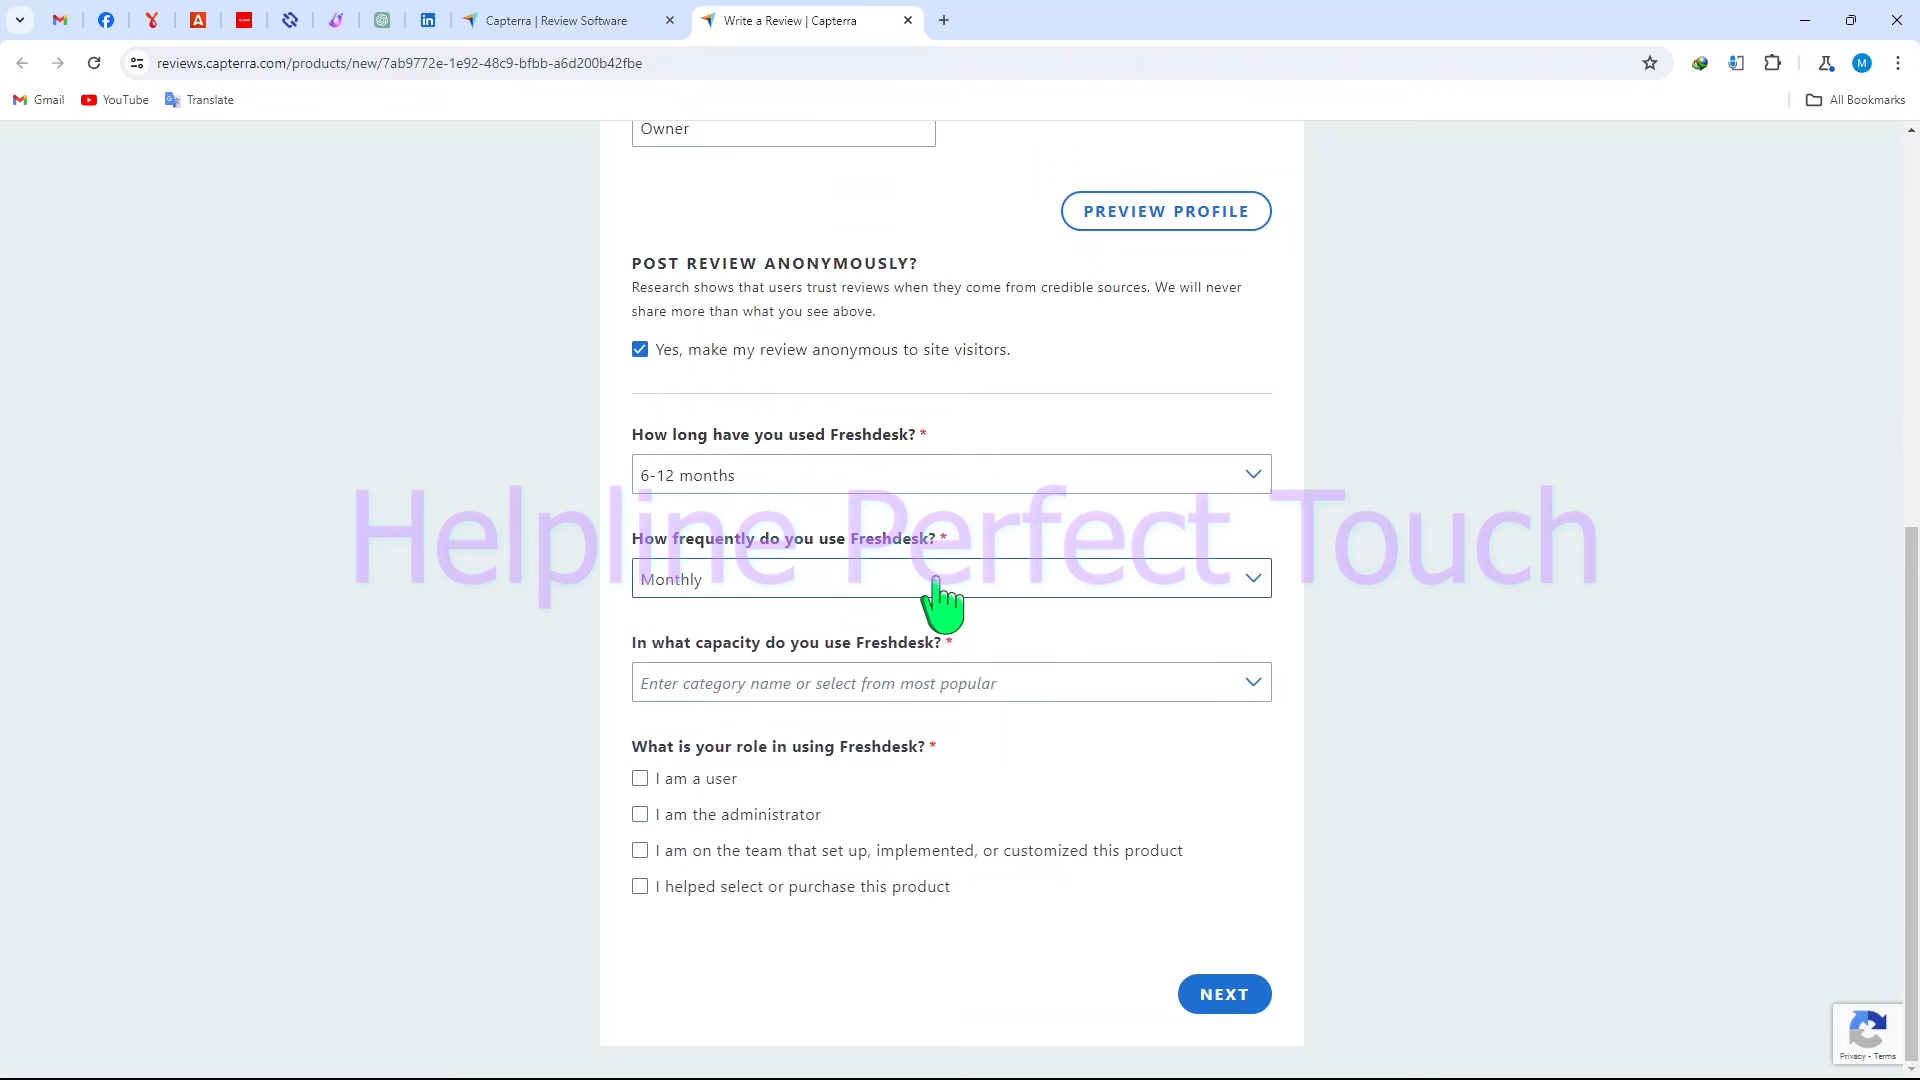 Capterra | Review Software
Write a Review | Capterra
reviews.capterra.com/products/new/7ab9772e-1e92-48c9-bfbb-a6d200b42fbe
M
Gmail
YouTube
Translate
All Bookmarks
Owner
PREVIEW PROFILE
POST REVIEW ANONYMOUSLY?
Research shows that users trust reviews when they come from credible sources. We will never
share more than what you see above.
Yes, make my review anonymous to site visitors.
How long have you used Freshdesk? *
6-12 months
Helpline Perfect Touch
How frequently do you use Freshdesk? *
Monthly
In what capacity do you use Freshdesk? *
Enter category name or select from most popular
What is your role in using Freshdesk? *
I am a user
I am the administrator
I am on the team that set up, implemented, or customized this product
I helped select or purchase this product
NEXT
Privacy - Terms